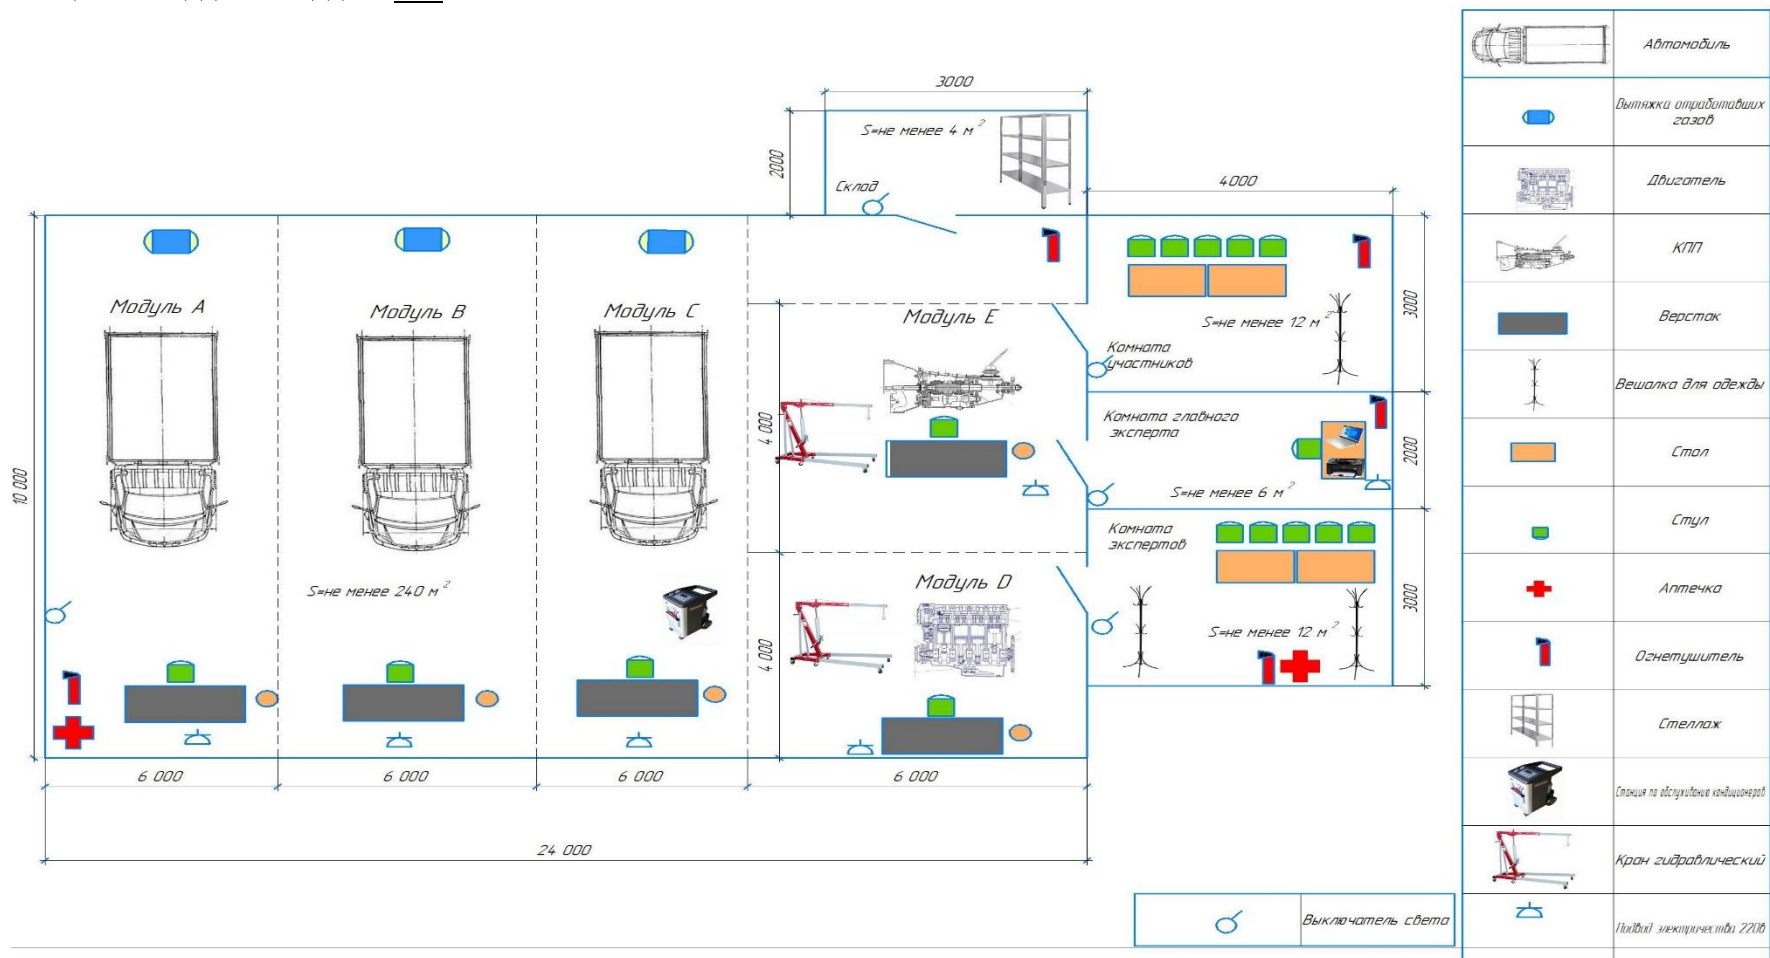 3000
S=не менее 4 м²
2000
Склад
4000
Модуль А
Модуль В
Модуль С
Модуль Е
S=не менее 12 м²
3000
Комната
участников
10 000
4 000
Комната главного
эксперта
2000
S=не менее 6 м²
Комната
экспертов
S=не менее 240 м²
Модуль D
3000
4 000
S=не менее 12 м²
6 000
6 000
6 000
6 000
24 000
Выключатель света
Автомобиль
Вытяжка отработавших
газов
Двигатель
КПП
Верстак
Вешалка для одежды
Стол
Стул
Аптечка
Огнетушитель
Стеллаж
Станция по обслуживанию кондиционеров
Кран гидравлический
Подвод электричества 220в